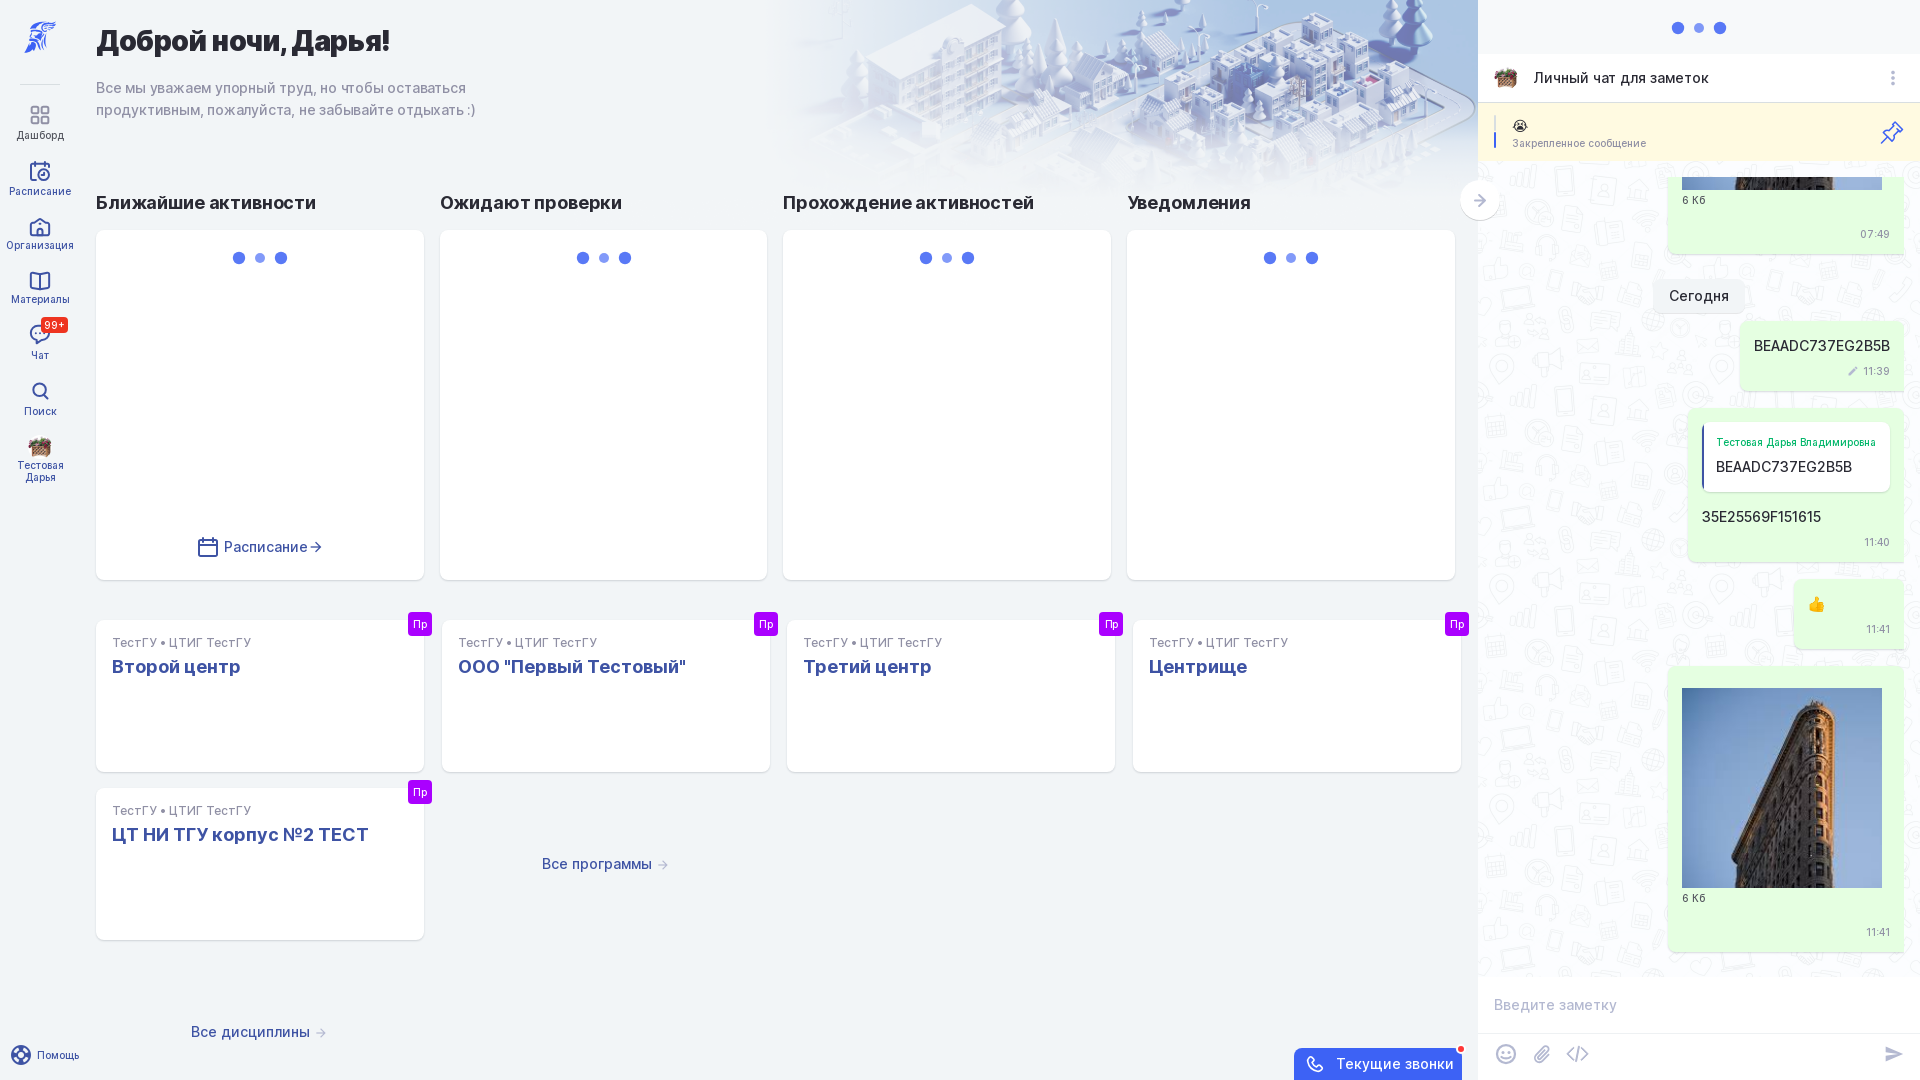 Дашборд
Расписание
Организация
Материалы
99+
Чат
Поиск
Тестовая
Дарья
Помощь
Доброй ночи, Дарья!
Все мы уважаем упорный труд, но чтобы оставаться
продуктивным, пожалуйста, не забывайте отдыхать :)
Ближайшие активности
Ожидают проверки
Прохождение активностей
Уведомления
Расписание
Пр
ТестГУ • ЦТИГ ТестГУ
Второй центр
Пр
ТестГУ • ЦТИГ ТестГУ
ООО "Первый Тестовый"
Пр
ТестГУ • ЦТИГ ТестГУ
Третий центр
Пр
ТестГУ • ЦТИГ ТестГУ
Центрище
Пр
ТестГУ • ЦТИГ ТестГУ
ЦТ НИ ТГУ корпус №2 ТЕСТ
Все программы
Все дисциплины
Текущие звонки
Личный чат для заметок
Закрепленное сообщение
6 Кб
07:49
Сегодня
BEAADC737EG2B5B
11:39
Тестовая Дарья Владимировна
BEAADC737EG2B5B
35E25569F151615
11:40
11:41
6 Кб
11:41
Введите заметку